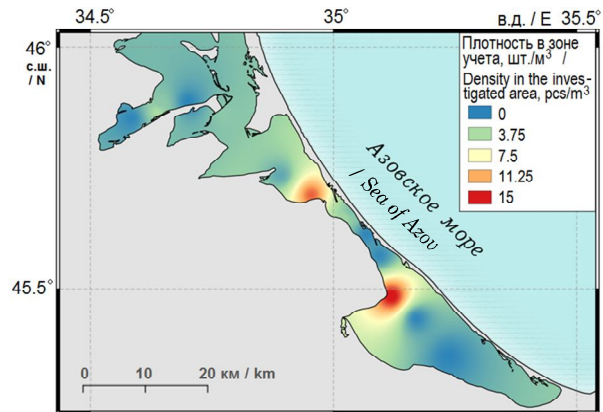 34.5° 35° в.д. / E 35.5°
46°
с.ш.
/ N
45.5°
Плотность в зоне
учета, шт./м³ /
Density in the inves-
tigated area, pcs/m³
0
3.75
7.5
11.25
15
Азовское море
/ Sea of Azov
0 10 20 км / km